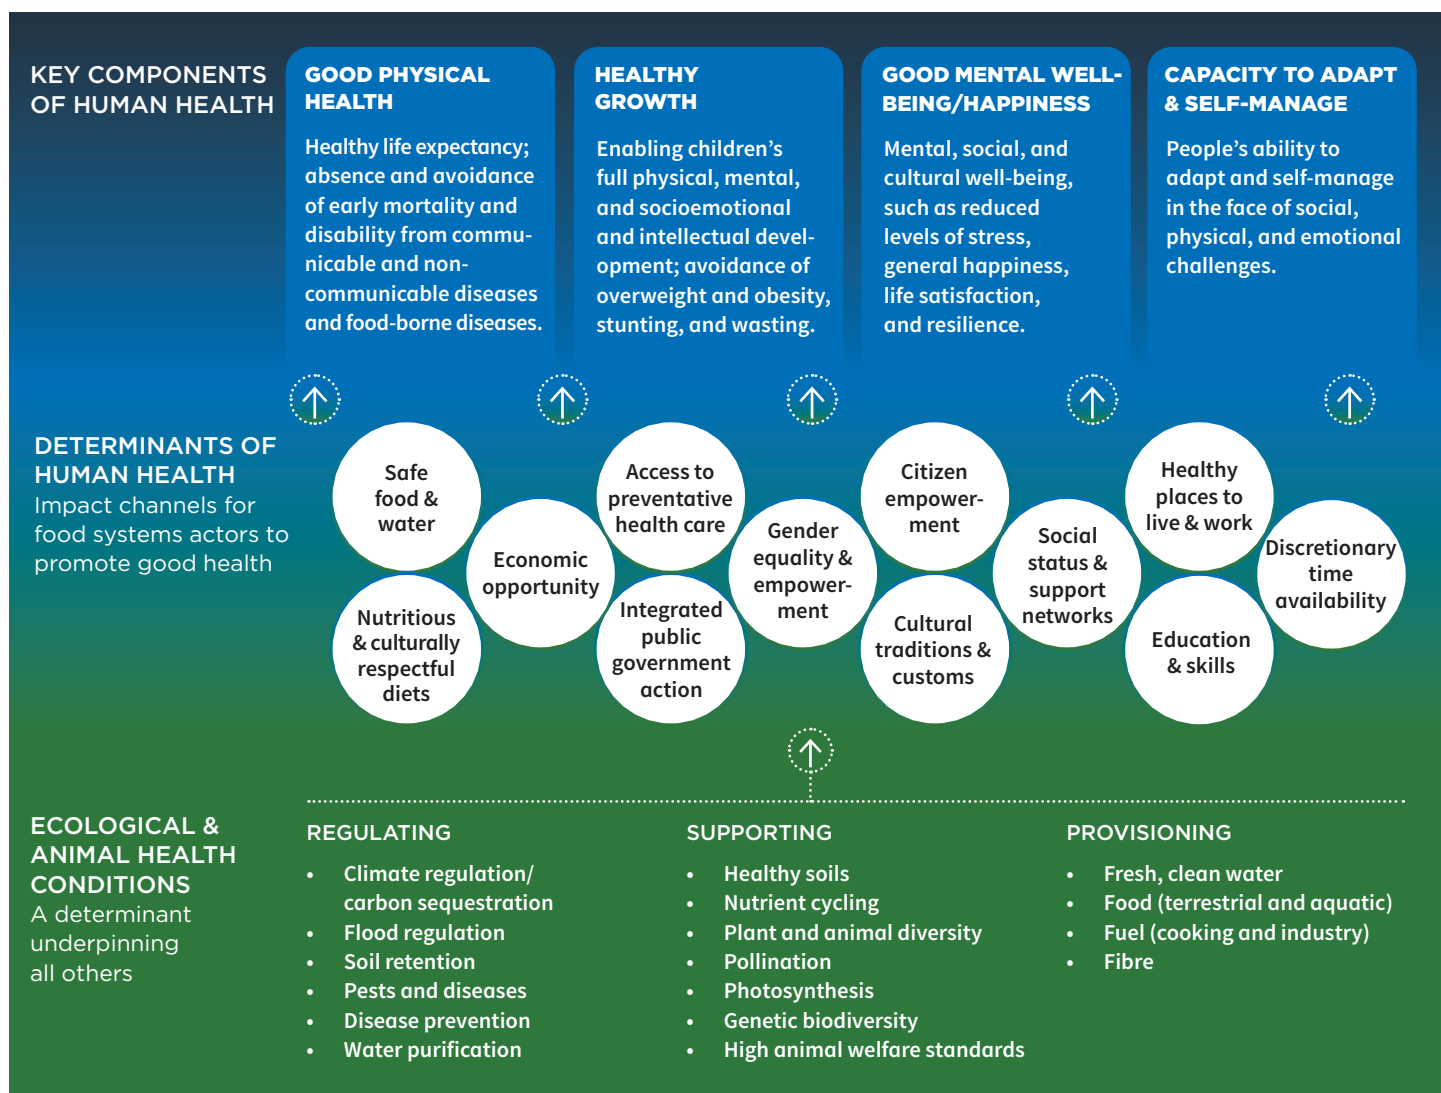 KEY COMPONENTS
OF HUMAN HEALTH
GOOD PHYSICAL
HEALTH
Healthy life expectancy;
absence and avoidance
of early mortality and
disability from commu-
nicable and non-
communicable diseases
and food-borne diseases.
HEALTHY
GROWTH
Enabling children’s
full physical, mental,
and socioemotional
and intellectual devel-
opment; avoidance of
overweight and obesity,
stunting, and wasting.
GOOD MENTAL WELL-
BEING/HAPPINESS
Mental, social, and
cultural well-being,
such as reduced
levels of stress,
general happiness,
life satisfaction,
and resilience.
CAPACITY TO ADAPT
& SELF-MANAGE
People’s ability to
adapt and self-manage
in the face of social,
physical, and emotional
challenges.
DETERMINANTS OF
HUMAN HEALTH
Impact channels for
food systems actors to
promote good health
Safe
food &
water
Nutritious
& culturally
respectful
diets
Economic
opportunity
Access to
preventative
health care
Integrated
public
government
action
Gender
equality &
empower-
ment
Citizen
empower-
ment
Cultural
traditions &
customs
Social
status &
support
networks
Healthy
places to
live & work
Education
& skills
Discretionary
time
availability
ECOLOGICAL &
ANIMAL HEALTH
CONDITIONS
A determinant
underpinning
all others
REGULATING
• Climate regulation/
carbon sequestration
• Flood regulation
• Soil retention
• Pests and diseases
• Disease prevention
• Water purification
SUPPORTING
• Healthy soils
• Nutrient cycling
• Plant and animal diversity
• Pollination
• Photosynthesis
• Genetic biodiversity
• High animal welfare standards
PROVISIONING
• Fresh, clean water
• Food (terrestrial and aquatic)
• Fuel (cooking and industry)
• Fibre